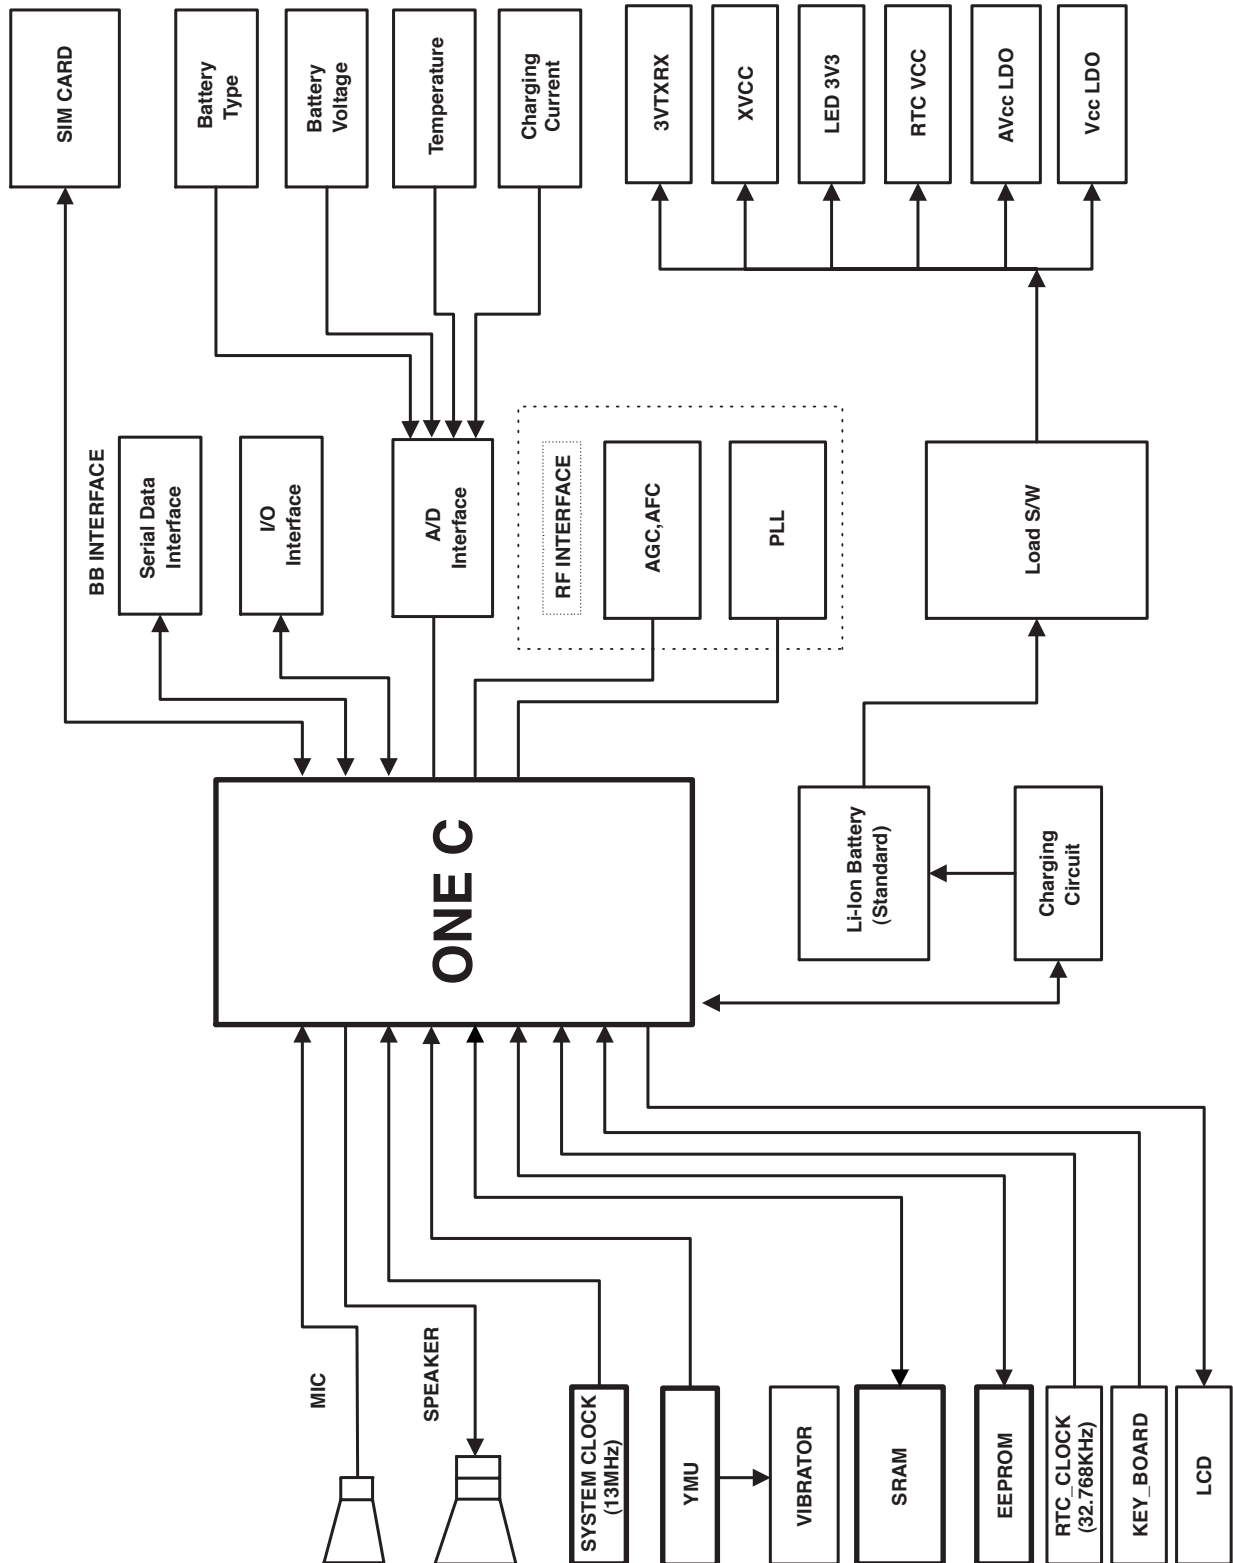 MIC
SPEAKER
SYSTEM CLOCK
(13MHz)
YMU
VIBRATOR
SRAM
EEPROM
RTC_CLOCK
(32.768KHz)
KEY_BOARD
LCD
ONE C
Li-Ion Battery
(Standard)
Charging
Circuit
BB INTERFACE
Serial Data
Interface
I/O
Interface
A/D
Interface
RF INTERFACE
AGC,AFC
PLL
Load S/W
SIM CARD
Battery
Type
Battery
Voltage
Temperature
Charging
Current
3VTXRX
XVCC
LED 3V3
RTC VCC
AVcc LDO
Vcc LDO